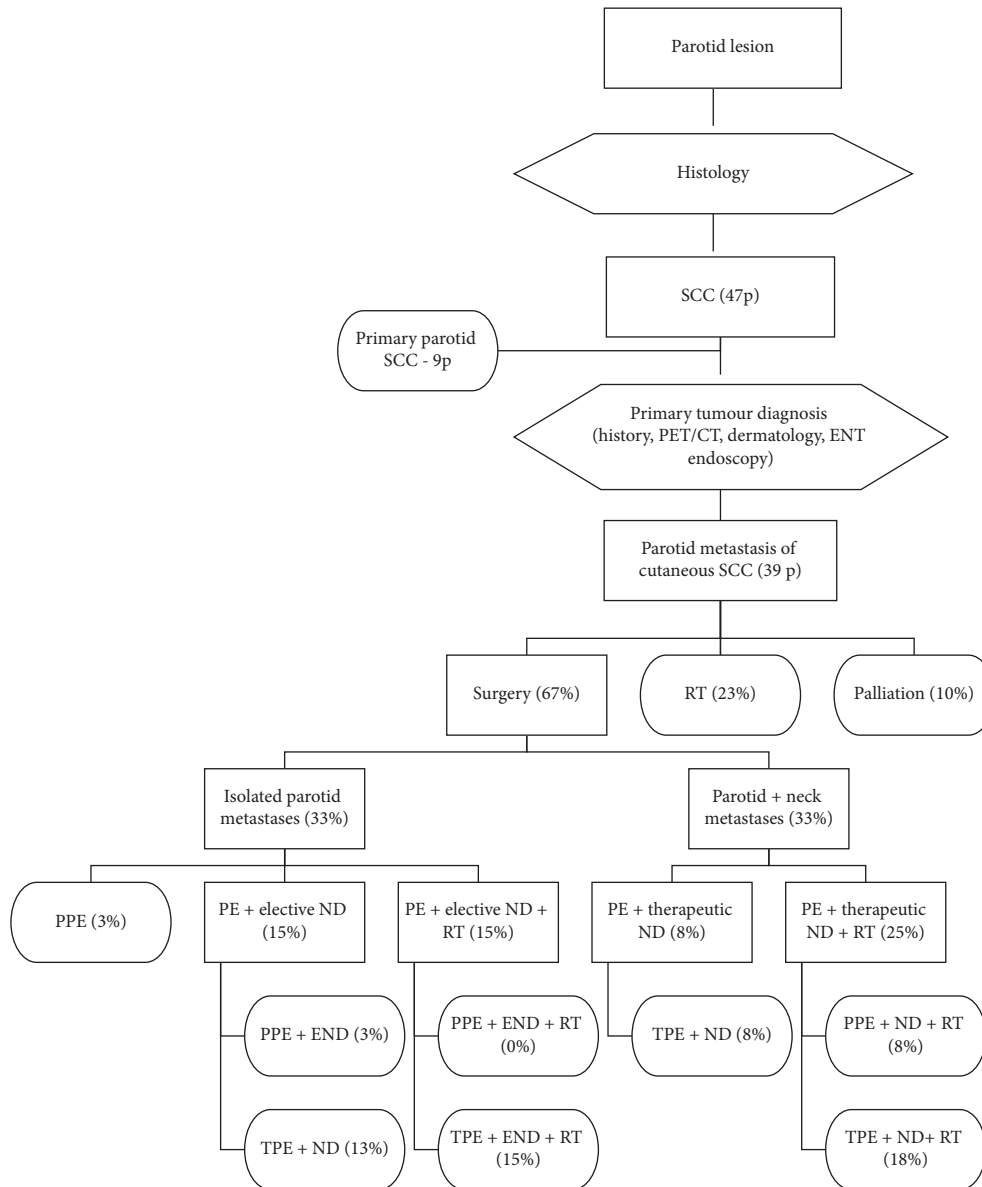 Parotid lesion
Histology
SCC (47p)
Primary parotid
SCC - 9p
Primary tumour diagnosis
(history, PET/CT, dermatology, ENT
endoscopy)
Parotid metastasis of
cutaneous SCC (39 p)
Surgery (67%)
RT (23%)
Palliation (10%)
Isolated parotid
metastases (33%)
Parotid + neck
metastases (33%)
PPE (3%)
PE + elective ND
(15%)
PE + elective ND +
RT (15%)
PE + therapeutic
ND (8%)
PE + therapeutic
ND + RT (25%)
PPE + END (3%)
PPE + END + RT
(0%)
TPE + ND (8%)
PPE + ND + RT
(8%)
TPE + ND (13%)
TPE + END + RT
(15%)
TPE + ND+ RT
(18%)